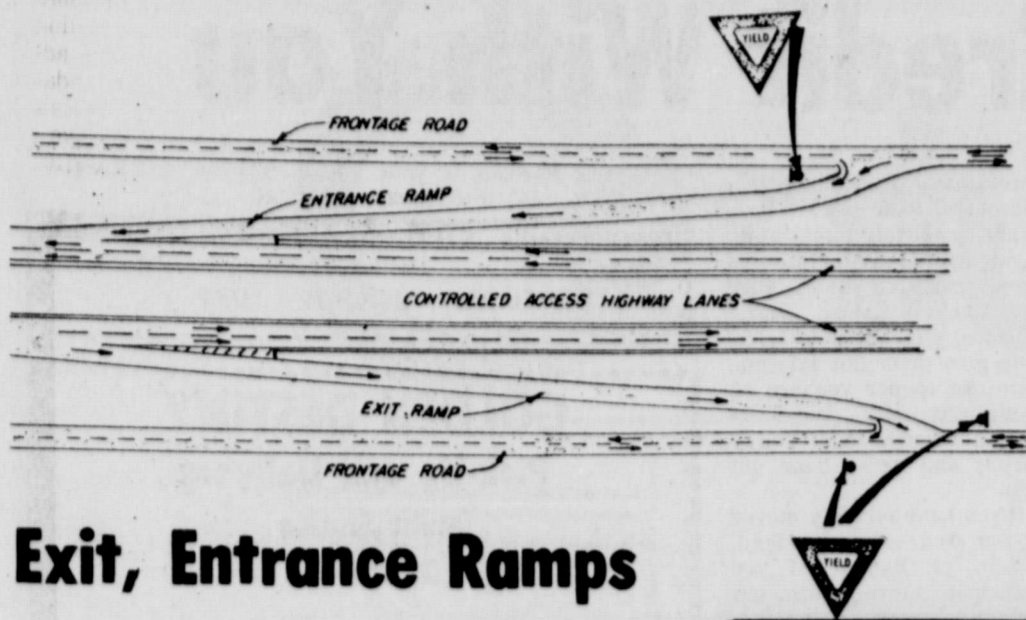 YIELD
FRONTAGE ROAD
ENTRANCE RAMP
CONTROLLED ACCESS HIGHWAY LANES
EXIT RAMP
FRONTAGE ROAD
Exit, Entrance Ramps
YIELD